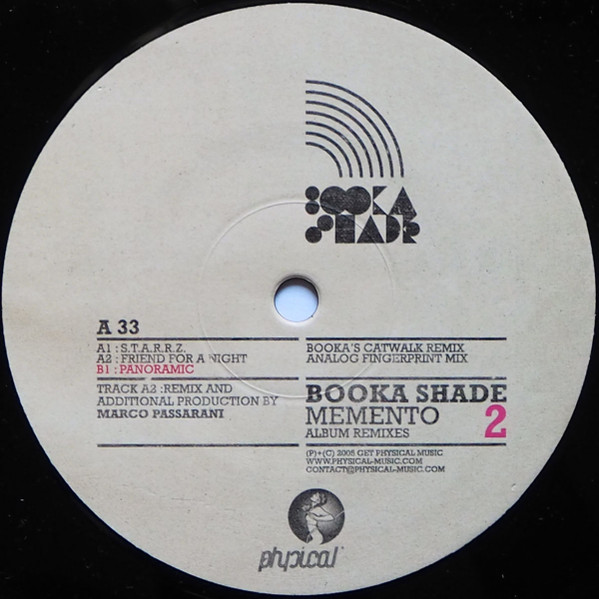 BOOKA
SHADE
A 33
A1 : S.T.A.R.R.Z.
A2 : FRIEND FOR A NIGHT
B1 : PANORAMIC
BOOKA'S CATWALK REMIX
ANALOG FINGERPRINT MIX
TRACK A2 :REMIX AND
ADDITIONAL PRODUCTION BY
MARCO PASSARANI
BOOKA SHADE
MEMENTO 2
ALBUM REMIXES
(P)+(C) 2005 GET PHYSICAL MUSIC
WWW.PHYSICAL-MUSIC.COM
CONTACT@PHYSICAL-MUSIC.COM
physical